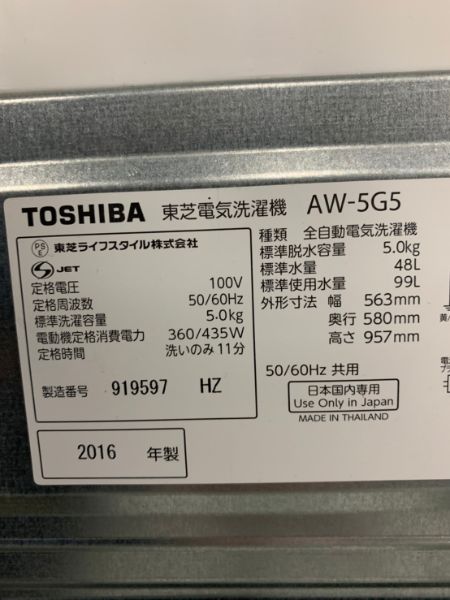 TOSHIBA 東芝電気洗濯機 AW-5G5
PSE 東芝ライフスタイル株式会社
JET
定格電圧 100V
定格周波数 50/60Hz
標準洗濯容量 5.0kg
電動機定格消費電力 360/435W
定格時間 洗いのみ11分
製造番号 919597 HZ
2016 年製
種類 全自動電気洗濯機
標準脱水容量 5.0kg
標準水量 48L
標準使用水量 99L
外形寸法 幅 563mm
奥行 580mm
高さ 957mm
50/60Hz 共用
日本国内専用
Use Only in Japan
MADE IN THAILAND
黄/